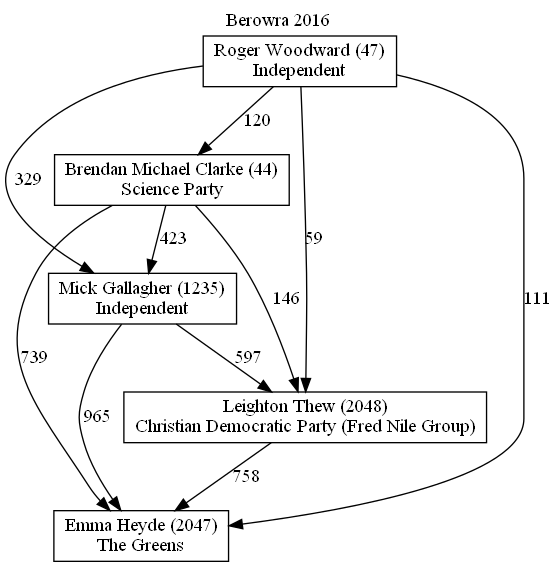 Berowra 2016
Roger Woodward (47)
Independent
120
Brendan Michael Clarke (44)
Science Party
329
423
59
Mick Gallagher (1235)
Independent
146
111
739
597
965
Leighton Thew (2048)
Christian Democratic Party (Fred Nile Group)
758
Emma Heyde (2047)
The Greens